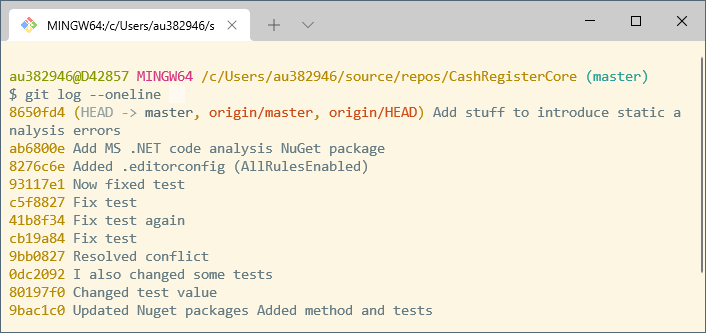 MINGW64:/c/Users/au382946/s
au382946@D42857 MINGW64 /c/Users/au382946/source/repos/CashRegisterCore (master)
$ git log --oneline
8650fd4 (HEAD -> master, origin/master, origin/HEAD) Add stuff to introduce static a
nalysis errors
ab6800e Add MS .NET code analysis NuGet package
8276c6e Added .editorconfig (AllRulesEnabled)
93117e1 Now fixed test
c5f8827 Fix test
41b8f34 Fix test again
cb19a84 Fix test
9bb0827 Resolved conflict
0dc2092 I also changed some tests
80197f0 Changed test value
9bac1c0 Updated Nuget packages Added method and tests